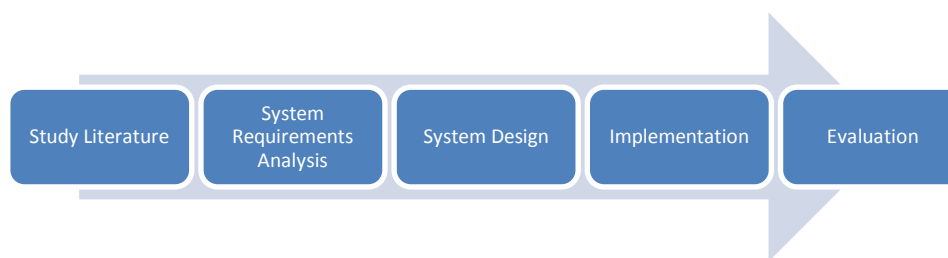 Study Literature
System
Requirements
Analysis
System Design
Implementation
Evaluation